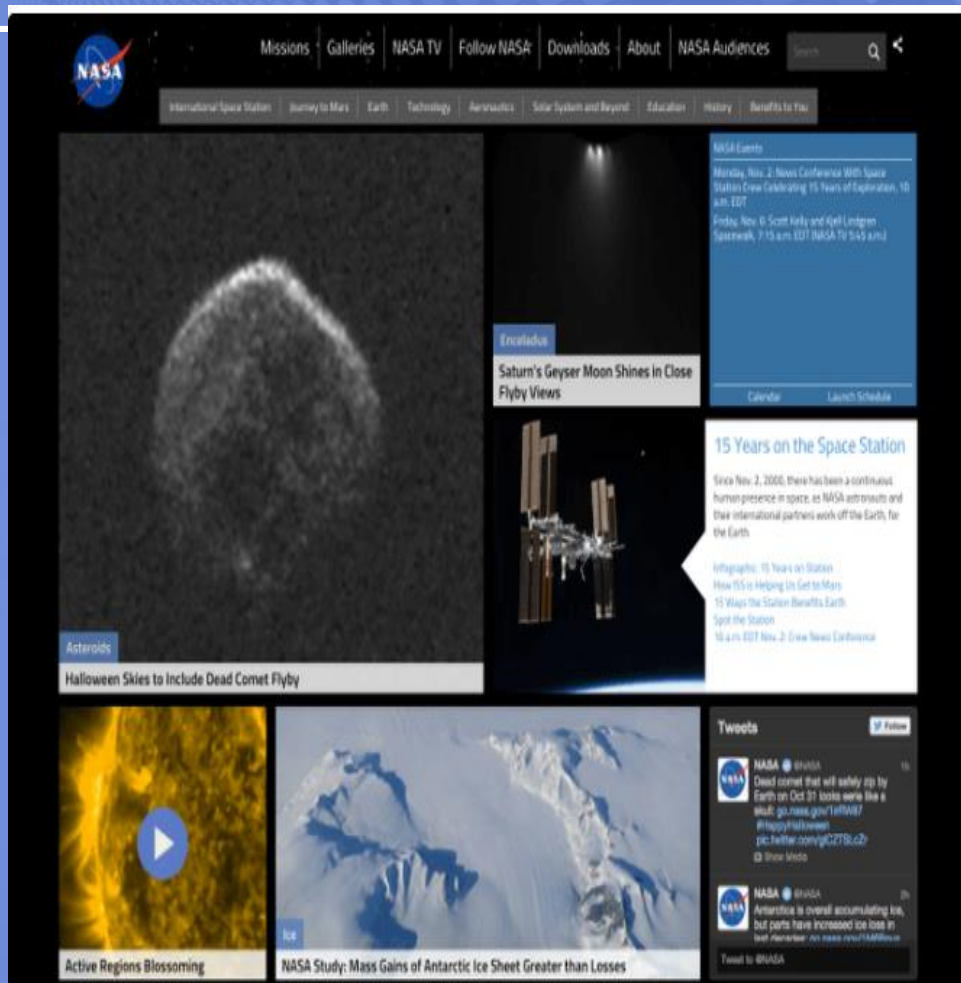 NASA
Missions Galleries NASA TV Follow NASA Downloads About NASA Audiences Search
International Space Station Journey to Mars Earth Technology Aeronautics Solar System and Beyond Education History Benefits to You
Asteroids
Halloween Skies to Include Dead Comet Flyby
Enceladus
Saturn's Geyser Moon Shines in Close
Flyby Views
NASA Events
Monday, Nov. 2: News Conference With Space
Station Crew Celebrating 15 Years of Exploration, 10
a.m. EDT
Friday, Nov. 6: Scott Kelly and Kjell Lindgren
Spacewalk, 7:15 a.m. EDT (NASA TV 5:45 a.m.)
Calendar Launch Schedule
15 Years on the Space Station
Since Nov. 2, 2000, there has been a continuous
human presence in space, as NASA astronauts and
their international partners work off the Earth, for
the Earth.
Infographic: 15 Years on Station
How ISS is Helping Us Get to Mars
15 Ways the Station Benefits Earth
Spot the Station
10 a.m. EDT Nov. 2: Crew News Conference
Active Regions Blossoming
Ice
NASA Study: Mass Gains of Antarctic Ice Sheet Greater than Losses
Tweets Follow
NASA
NASA @NASA 1h
Dead comet that will safely zip by
Earth on Oct 31 looks eerie like a
skull:
#HappyHalloween
Show Media
NASA
NASA @NASA 2h
Antarctica is overall accumulating ice,
but parts have increased ice loss in
last decades:
Tweet to @NASA